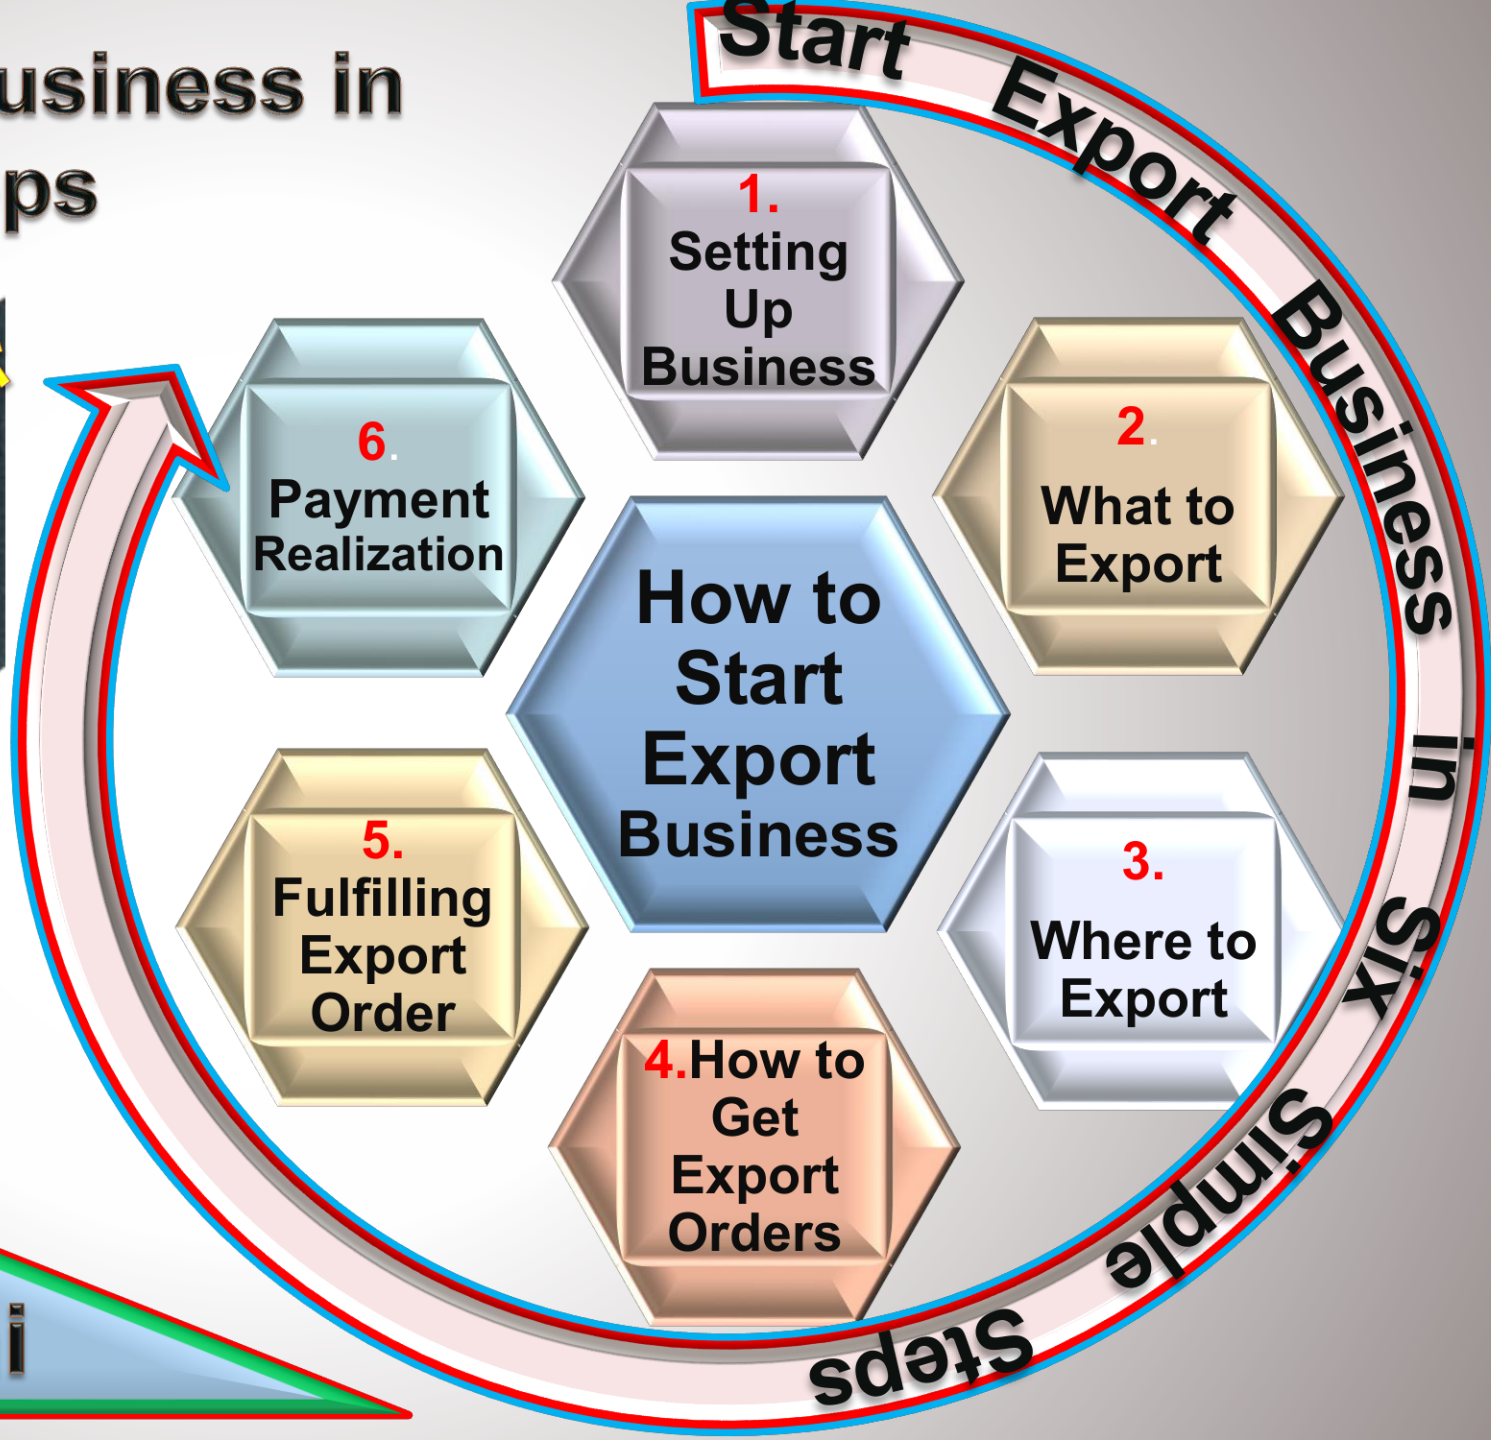 usiness in
ps
Start Export Business in Six Simple Steps
1.
Setting
Up
Business
2.
What to
Export
3.
Where to
Export
4.How to
Get
Export
Orders
5.
Fulfilling
Export
Order
6.
Payment
Realization
How to
Start
Export
Business
i